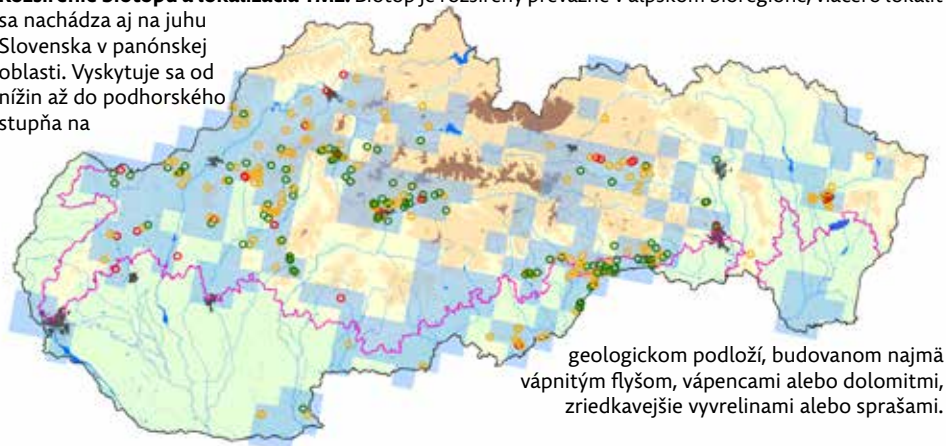 Rozšírenie biotopu a lokalizácia TML. Biotop je rozšírený prevažne v alpskom bioregióne, viacero lokalít
sa nachádza aj na juhu
Slovenska v panónskej
oblasti. Vyskytuje sa od
nížin až do podhorského
stupňa na
geologickom podloží, budovanom najmä
vápnitým flyšom, vápencami alebo dolomitmi,
zriedkavejšie vyvrelinami alebo sprašami.